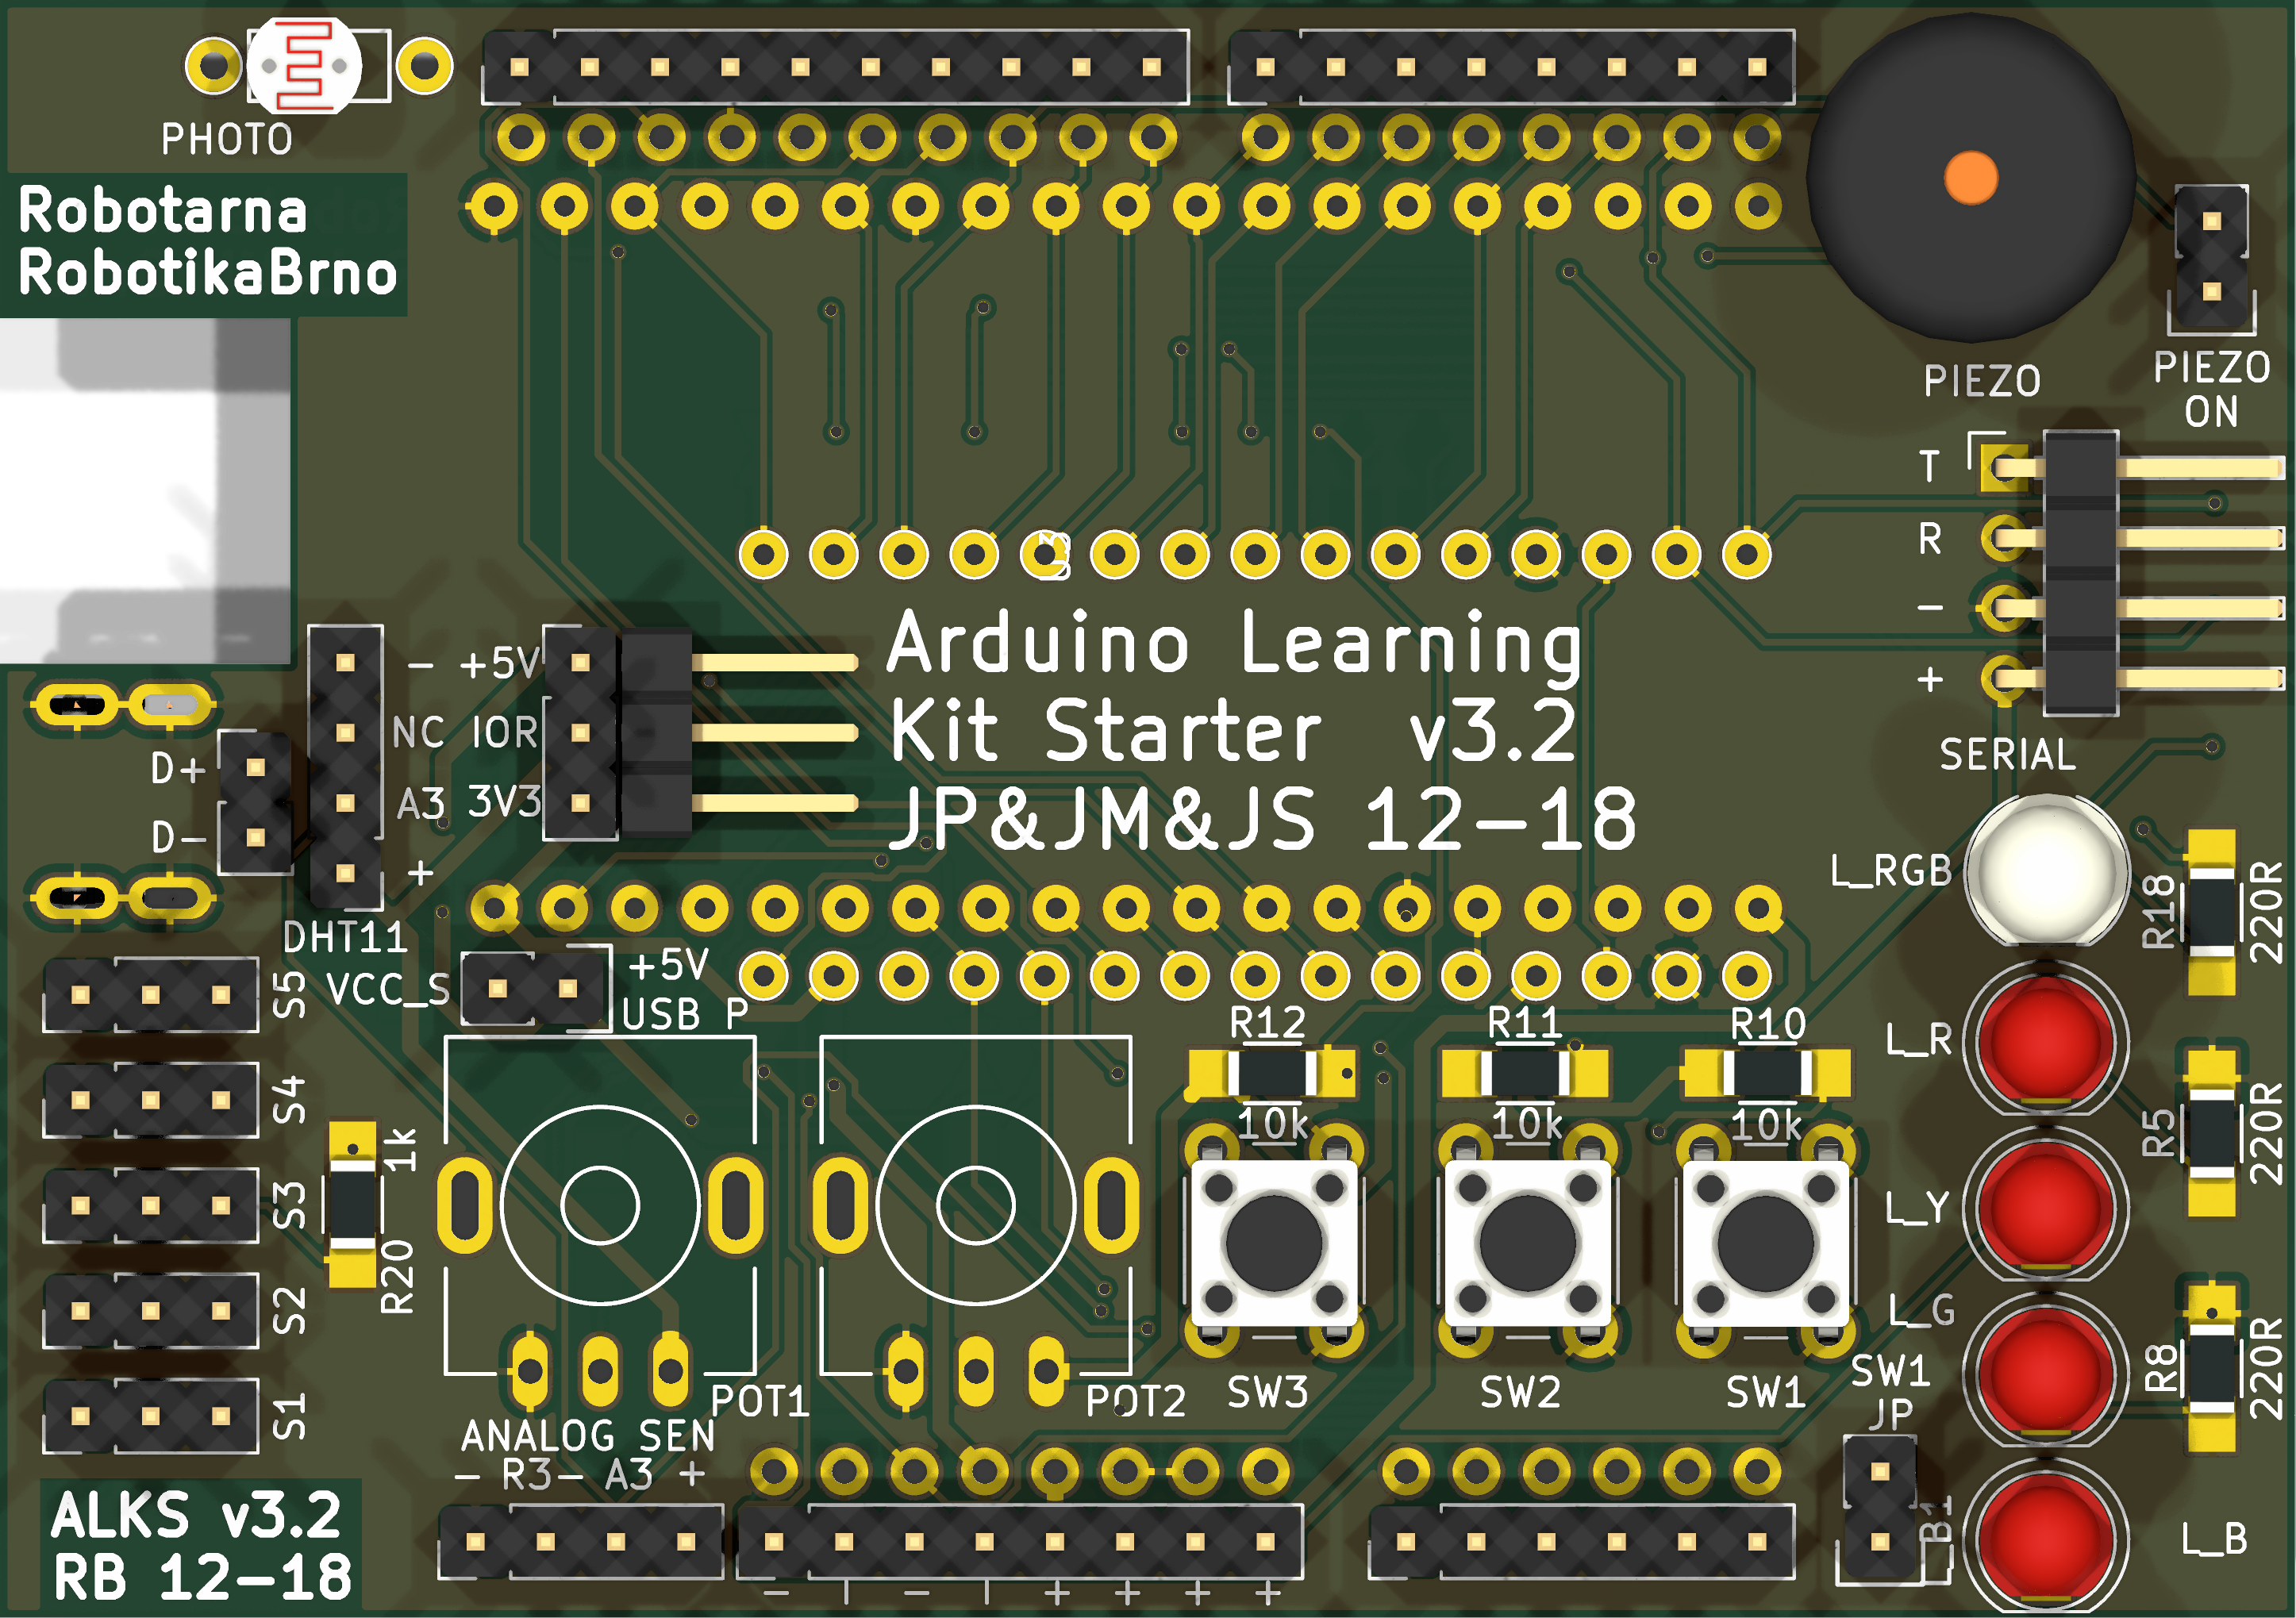 PHOTO
Robotarna
RobotikaBrno
PIEZO
PIEZO
ON
T
R
-
+
SERIAL
U3
Arduino Learning
Kit Starter v3.2
JP&JM&JS 12-18
- +5V
NC IOR
A3 3V3
+
D+
D-
DHT11
VCC_S
+5V
USB P
S5
S4
S3
S2
S1
1k
R20
R12
10k
R11
10k
R10
10k
L_RGB
L_R
L_Y
L_G
L_B
R18
220R
R5
220R
R8
220R
POT1
POT2
SW3
SW2
SW1
SW1
JP
B1
ANALOG SEN
- R3- A3 +
- | - | + + + +
ALKS v3.2
RB 12-18